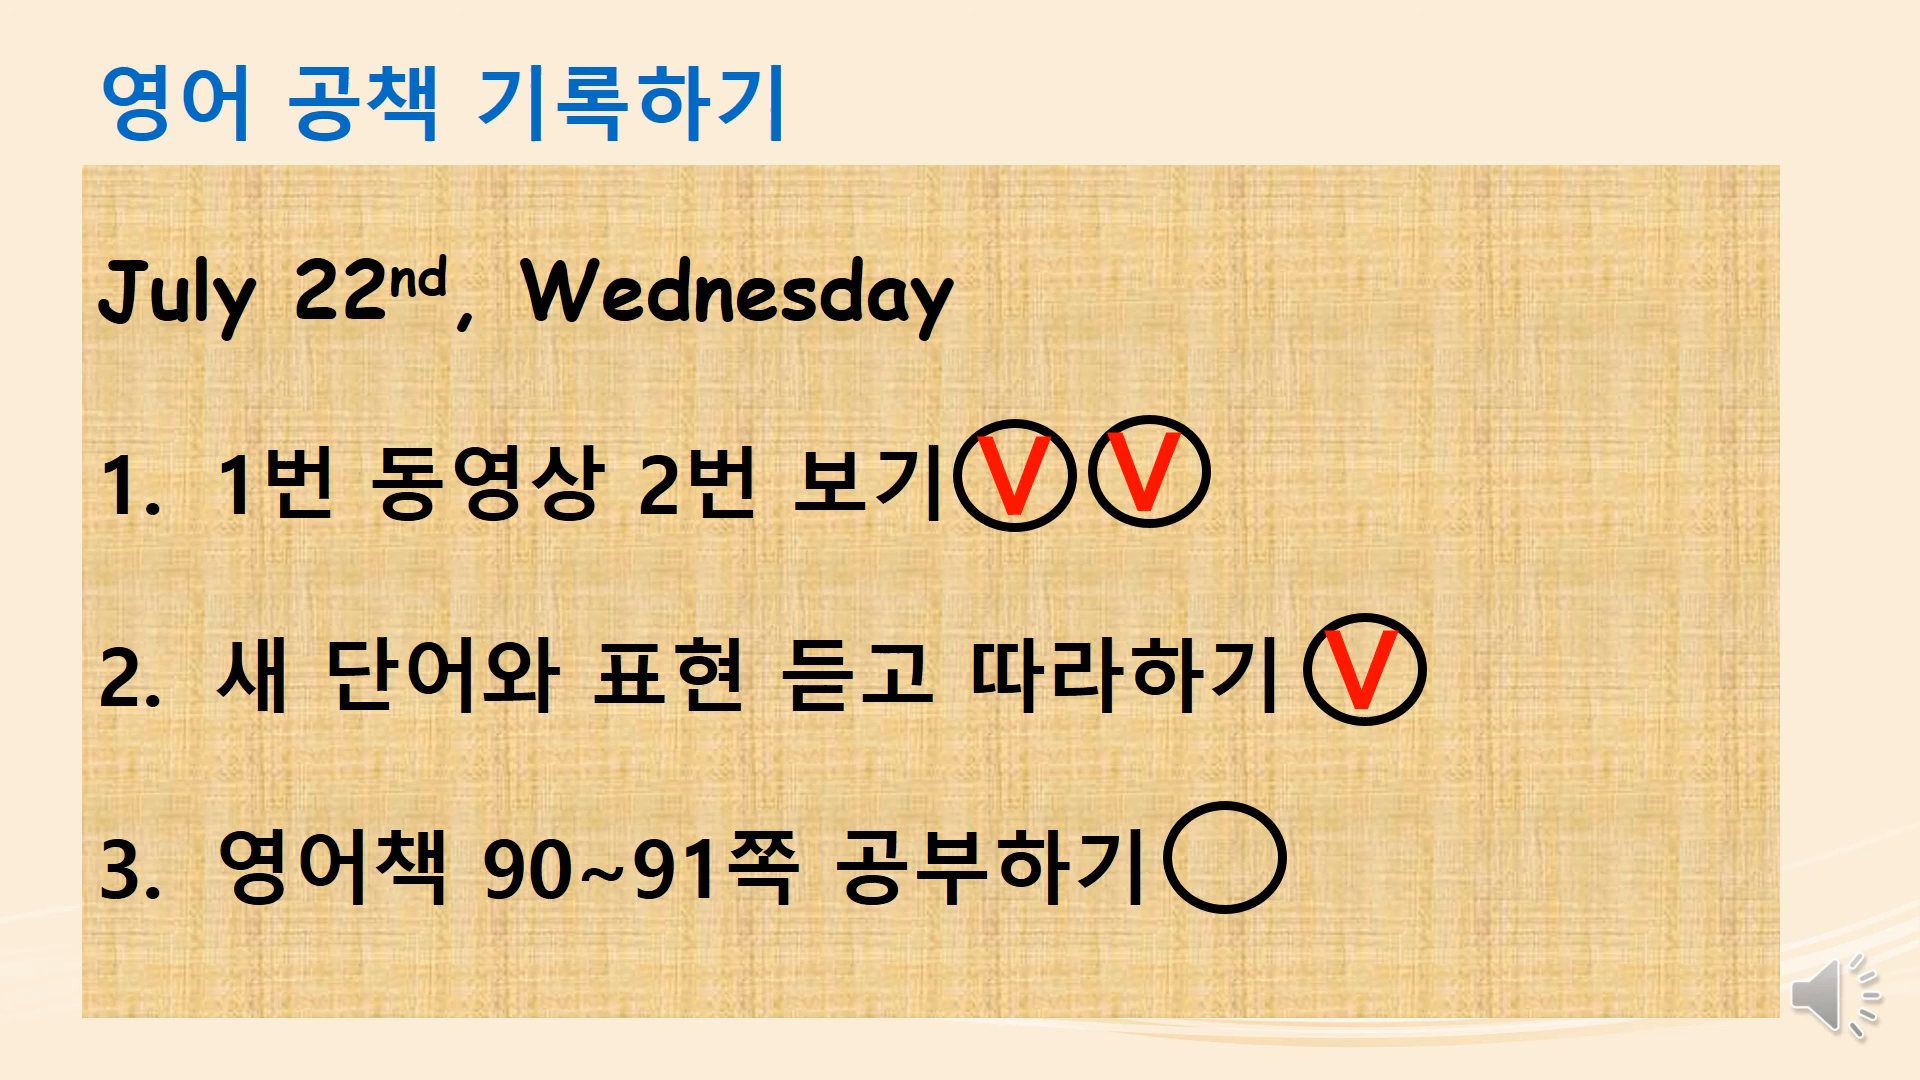 영어 공책 기록하기
July 22nd, Wednesday
1. 1번 동영상 2번 보기 V V
2. 새 단어와 표현 듣고 따라하기 V
3. 영어책 90~91쪽 공부하기